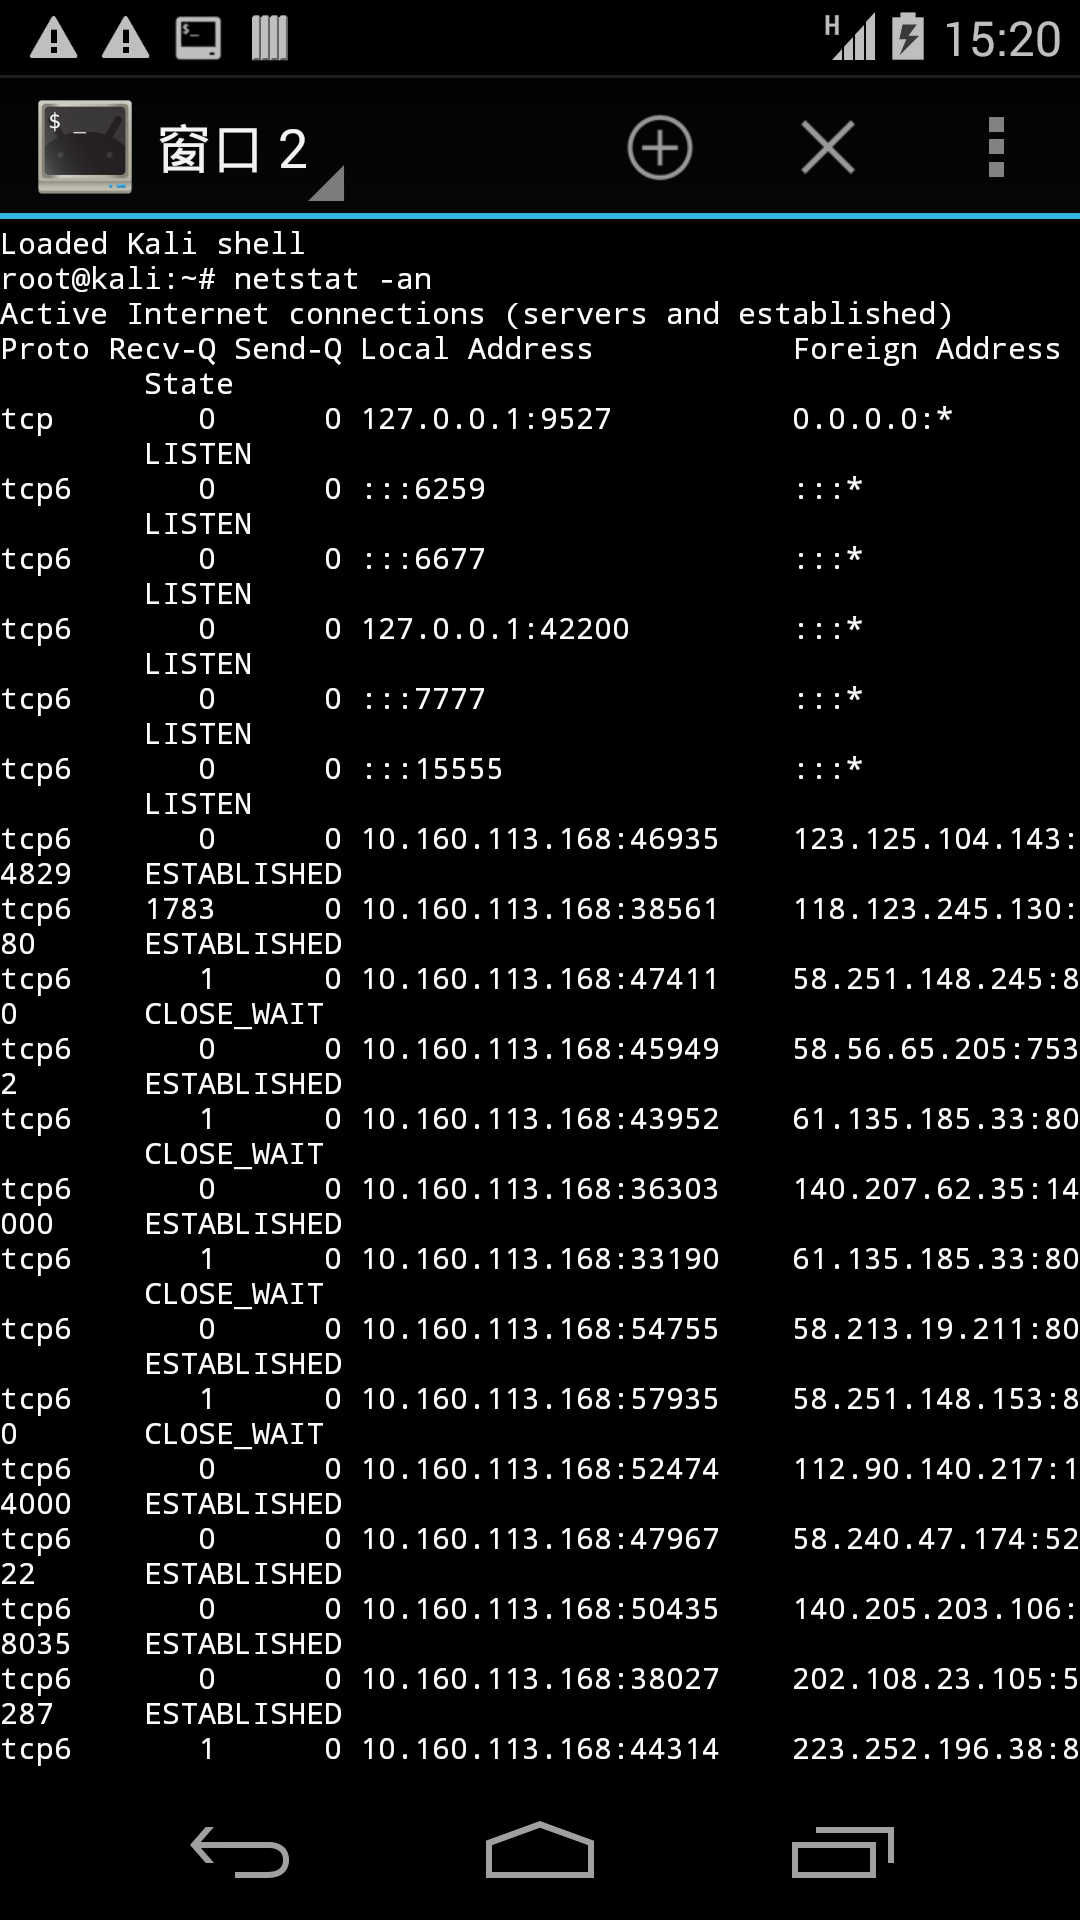 H 15:20
$_
$ _
窗口 2
Loaded Kali shell
root@kali:~# netstat -an
Active Internet connections (servers and established)
Proto Recv-Q Send-Q Local Address           Foreign Address
        State
tcp        0      0 127.0.0.1:9527          0.0.0.0:*
        LISTEN
tcp6       0      0 :::6259                 :::*
        LISTEN
tcp6       0      0 :::6677                 :::*
        LISTEN
tcp6       0      0 127.0.0.1:42200         :::*
        LISTEN
tcp6       0      0 :::7777                 :::*
        LISTEN
tcp6       0      0 :::15555                :::*
        LISTEN
tcp6       0      0 10.160.113.168:46935    123.125.104.143:
4829    ESTABLISHED
tcp6    1783      0 10.160.113.168:38561    118.123.245.130:
80      ESTABLISHED
tcp6       1      0 10.160.113.168:47411    58.251.148.245:8
0       CLOSE_WAIT
tcp6       0      0 10.160.113.168:45949    58.56.65.205:753
2       ESTABLISHED
tcp6       1      0 10.160.113.168:43952    61.135.185.33:80
        CLOSE_WAIT
tcp6       0      0 10.160.113.168:36303    140.207.62.35:14
000     ESTABLISHED
tcp6       1      0 10.160.113.168:33190    61.135.185.33:80
        CLOSE_WAIT
tcp6       0      0 10.160.113.168:54755    58.213.19.211:80
        ESTABLISHED
tcp6       1      0 10.160.113.168:57935    58.251.148.153:8
0       CLOSE_WAIT
tcp6       0      0 10.160.113.168:52474    112.90.140.217:1
4000    ESTABLISHED
tcp6       0      0 10.160.113.168:47967    58.240.47.174:52
22      ESTABLISHED
tcp6       0      0 10.160.113.168:50435    140.205.203.106:
8035    ESTABLISHED
tcp6       0      0 10.160.113.168:38027    202.108.23.105:5
287     ESTABLISHED
tcp6       1      0 10.160.113.168:44314    223.252.196.38:8